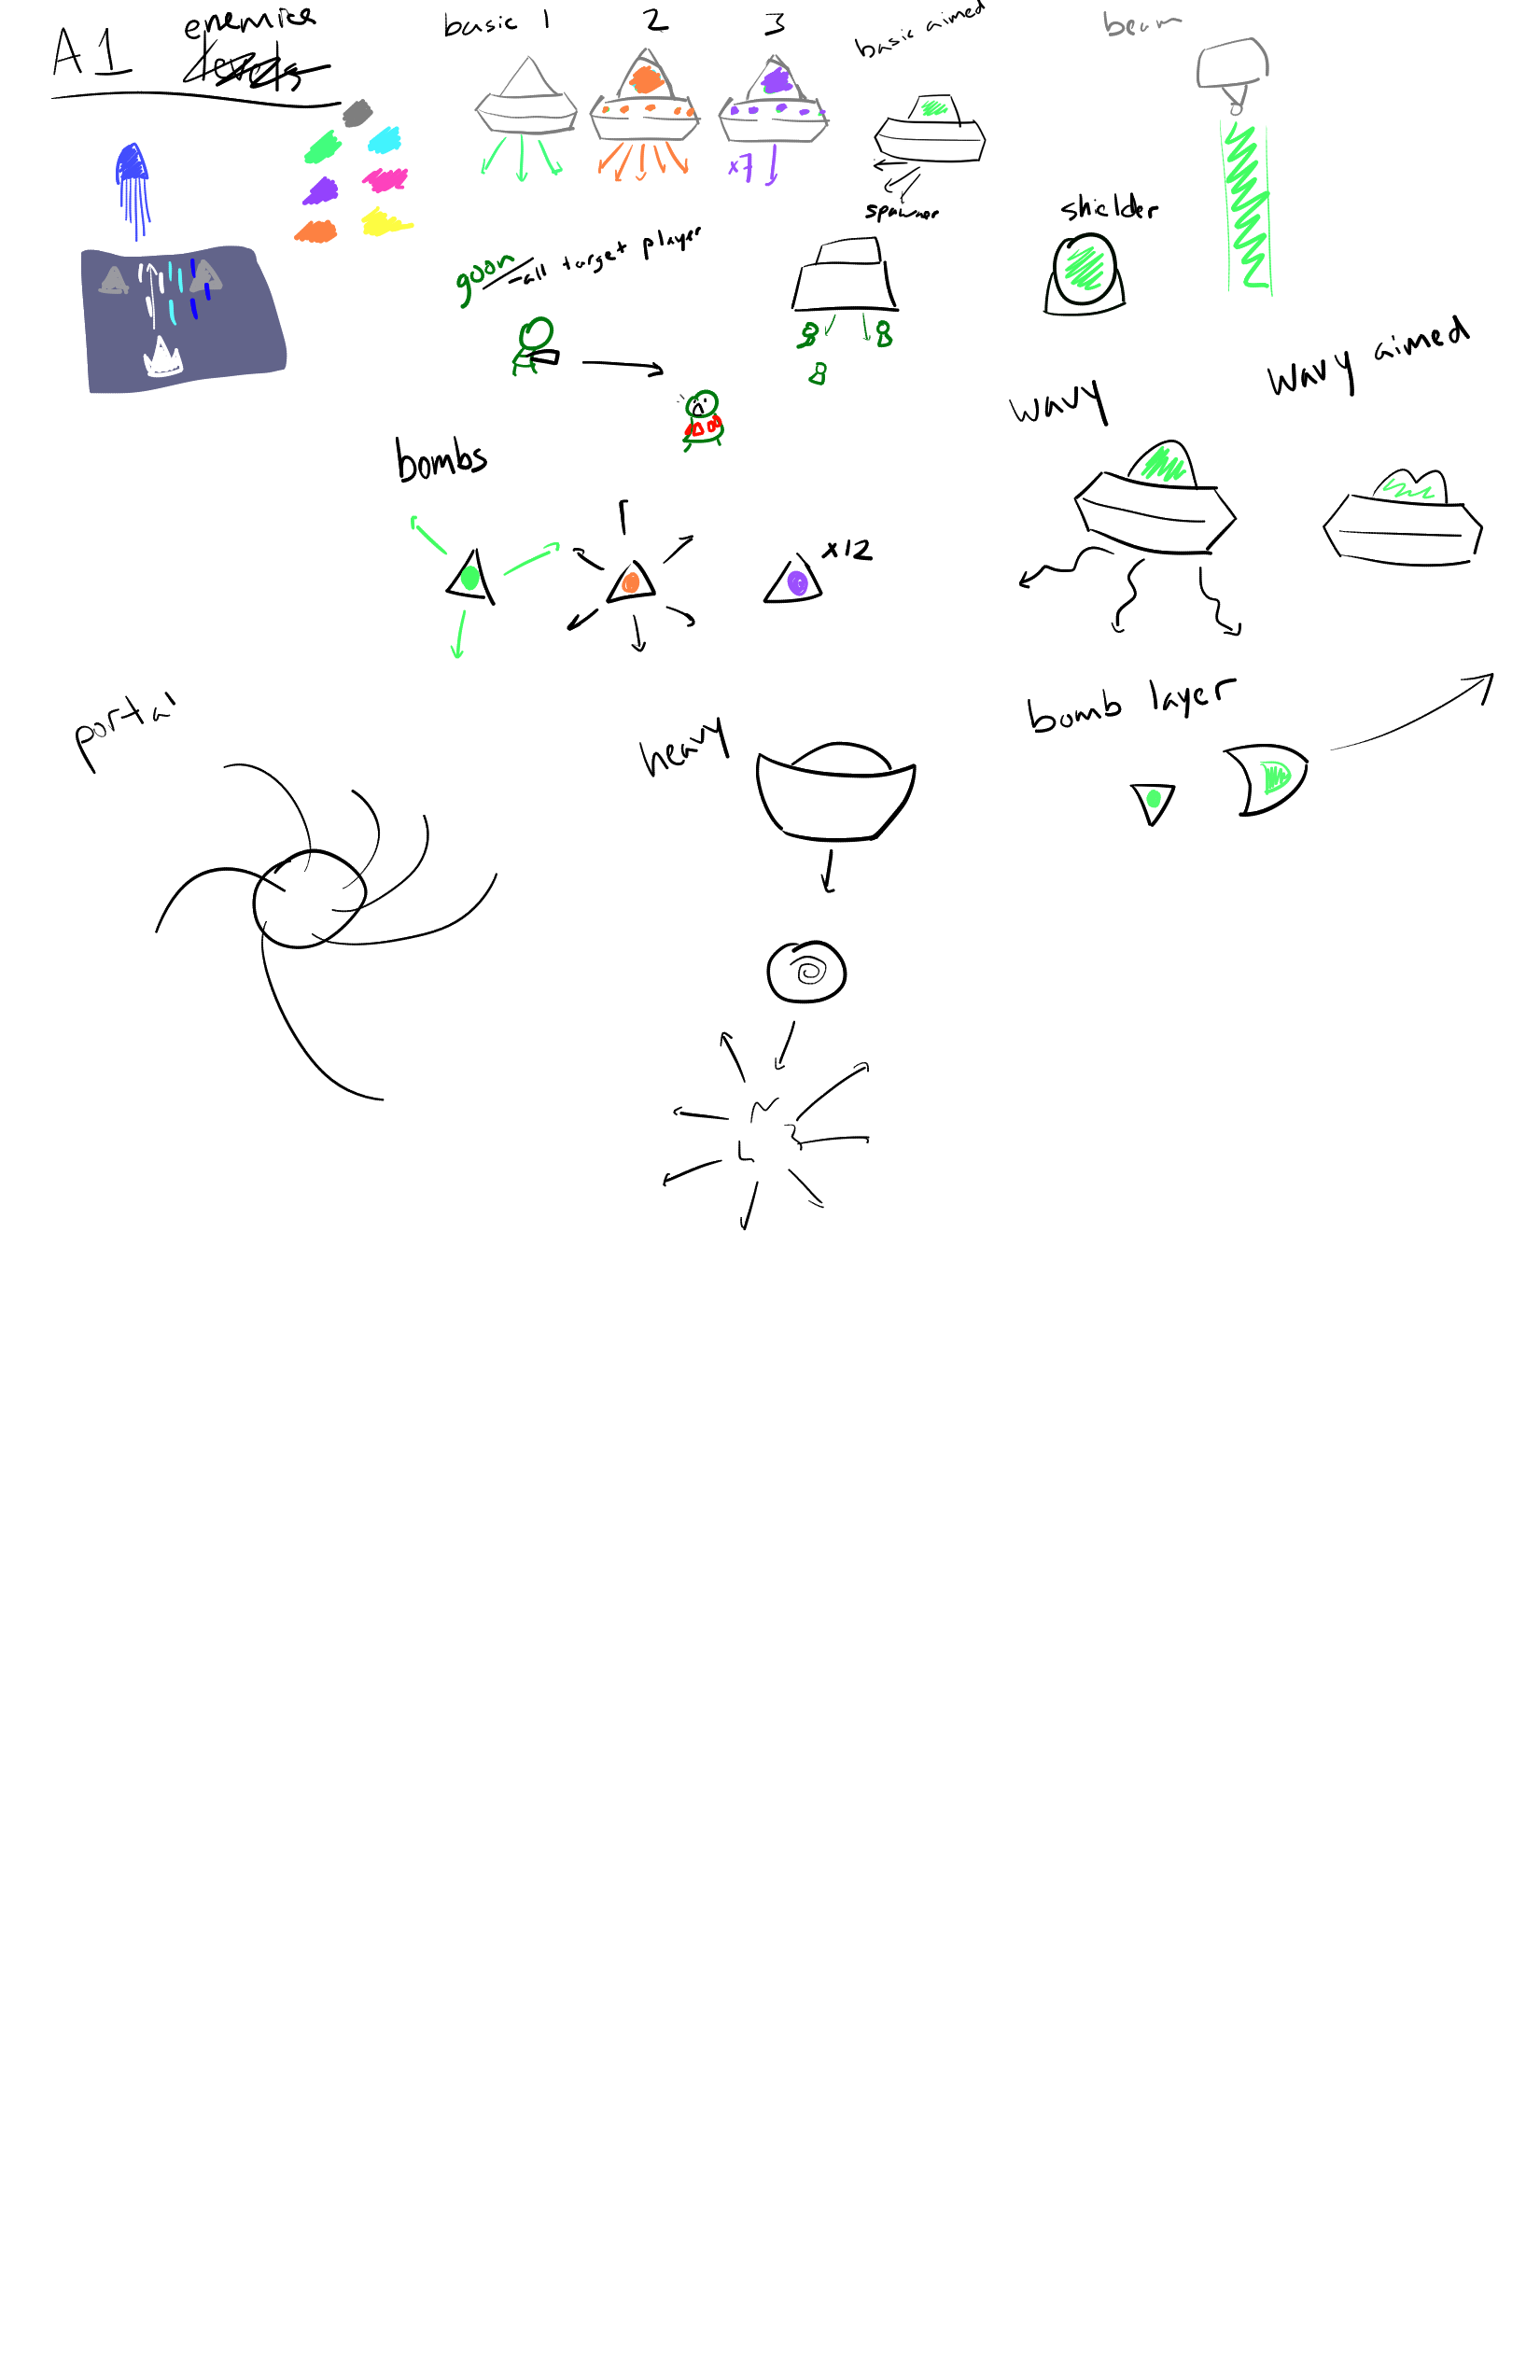 A1
enemies
levels
basic 1
2
3
basic aimed
beam
x7
spawner
shielder
goon
-all target player
wavy
wavy aimed
bombs
x12
portal
heavy
bomb layer